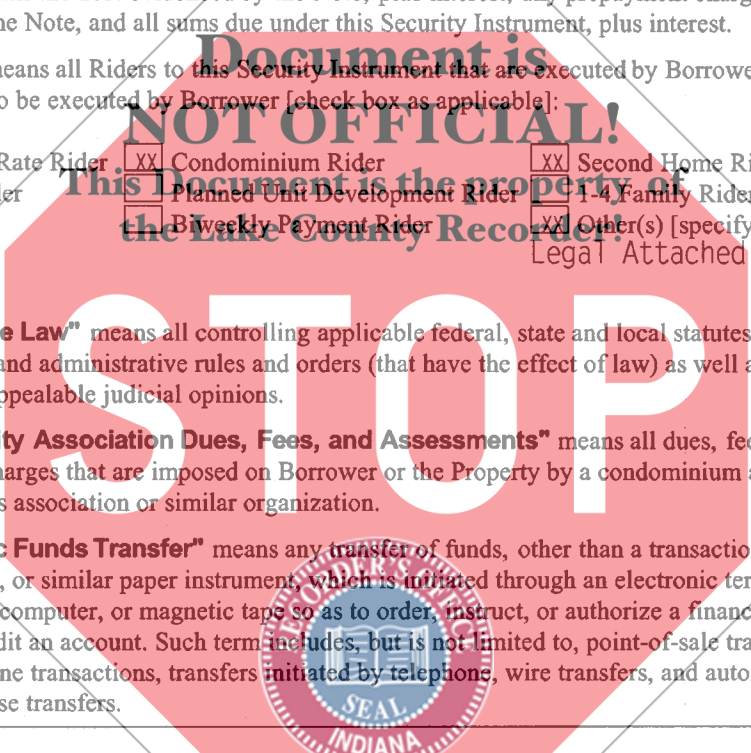 he Note, and all sums due under this Security Instrument, plus interest.
Document is
eans all Riders to this Security Instrument that are executed by Borrowe
o be executed by Borrower [check box as applicable]:
NOT OFFICIAL!
Rate Rider XX Condominium Rider XX Second Home Ri
This Document is the property of
der Planned Unit Development Rider 1-4 Family Rider
the Lake County Recorder!
Biweekly Payment Rider XX Other(s) [specify
Legal Attached
STOP
e Law" means all controlling applicable federal, state and local statutes
and administrative rules and orders (that have the effect of law) as well a
ppealable judicial opinions.
ity Association Dues, Fees, and Assessments" means all dues, fee
harges that are imposed on Borrower or the Property by a condominium a
s association or similar organization.
c Funds Transfer" means any transfer of funds, other than a transactio
, or similar paper instrument, which is initiated through an electronic ter
computer, or magnetic tape so as to order, instruct, or authorize a financ
dit an account. Such term includes, but is not limited to, point-of-sale tra
ne transactions, transfers initiated by telephone, wire transfers, and auto
se transfers.
RECORDER'S OFFICE
SEAL
INDIANA